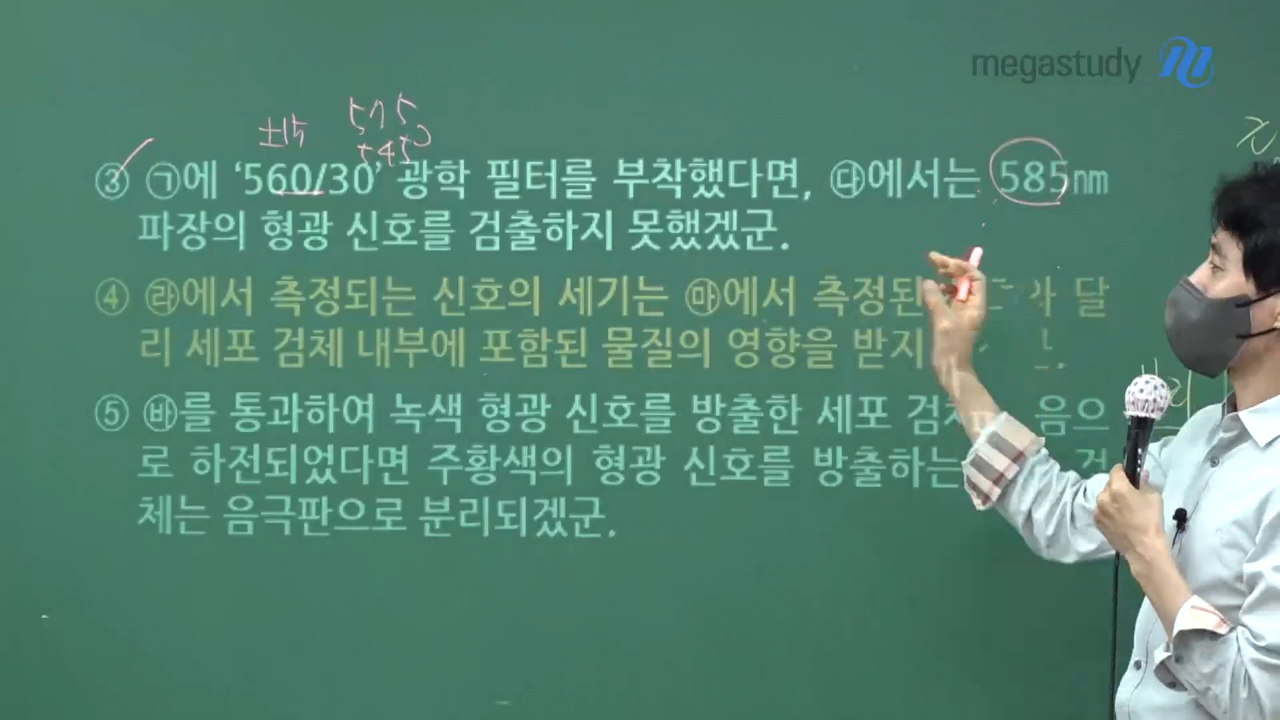 megastudy
±15 575
545
③ ㉠에 ‘560/30’ 광학 필터를 부착했다면, ㉰에서는 585nm
파장의 형광 신호를 검출하지 못했겠군.
④ ㉱에서 측정되는 신호의 세기는 ㉲에서 측정된 달
리 세포 검체 내부에 포함된 물질의 영향을 받지
⑤ ㉳를 통과하여 녹색 형광 신호를 방출한 세포 음으
로 하전되었다면 주황색의 형광 신호를 방출하는
체는 음극판으로 분리되겠군.